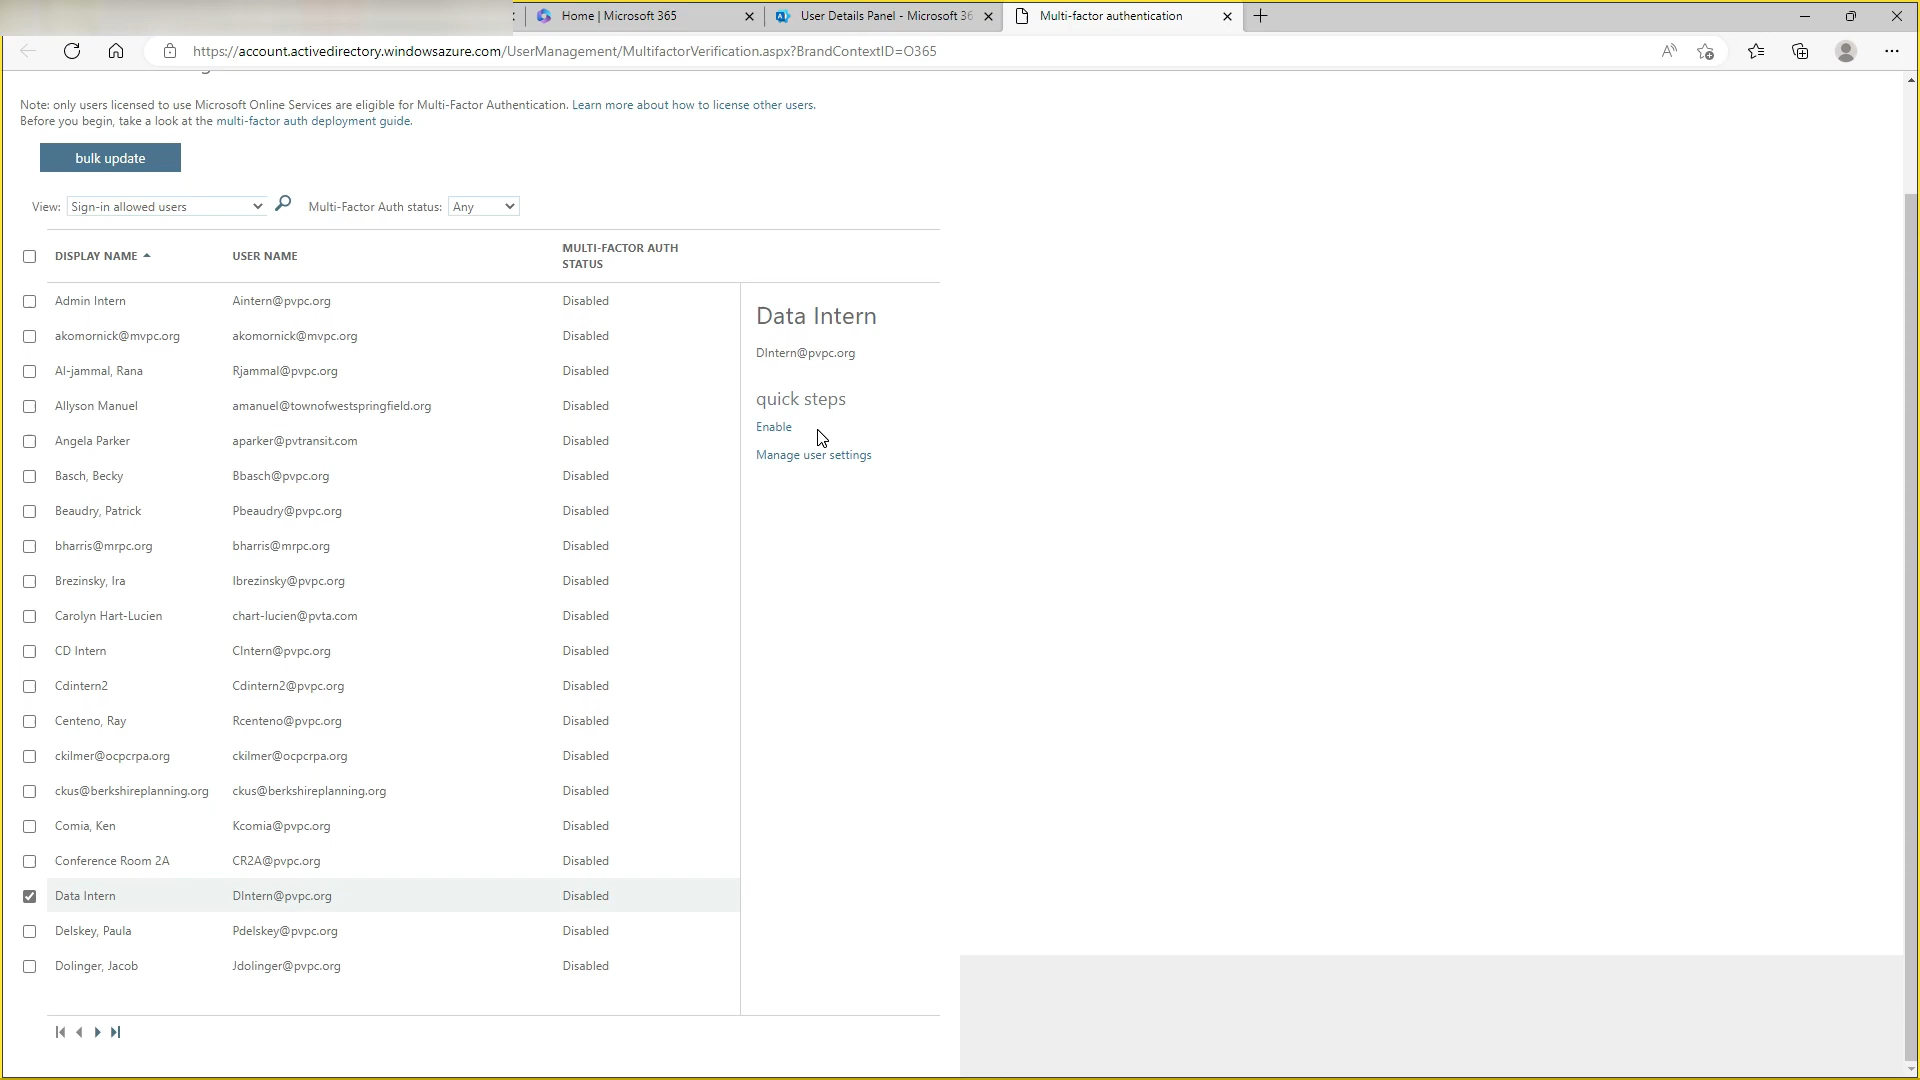 Home | Microsoft 365
User Details Panel - Microsoft 36
Multi-factor authentication
https://account.activedirectory.windowsazure.com/UserManagement/MultifactorVerification.aspx?BrandContextID=O365
Note: only users licensed to use Microsoft Online Services are eligible for Multi-Factor Authentication. Learn more about how to license other users.
Before you begin, take a look at the multi-factor auth deployment guide.
bulk update
View: Sign-in allowed users Multi-Factor Auth status: Any
DISPLAY NAME USER NAME MULTI-FACTOR AUTH STATUS
Admin Intern Aintern@pvpc.org Disabled
akomornick@mvpc.org akomornick@mvpc.org Disabled
Al-jammal, Rana Rjammal@pvpc.org Disabled
Allyson Manuel amanuel@townofwestspringfield.org Disabled
Angela Parker aparker@pvtransit.com Disabled
Basch, Becky Bbasch@pvpc.org Disabled
Beaudry, Patrick Pbeaudry@pvpc.org Disabled
bharris@mrpc.org bharris@mrpc.org Disabled
Brezinsky, Ira Ibrezinsky@pvpc.org Disabled
Carolyn Hart-Lucien chart-lucien@pvta.com Disabled
CD Intern CIntern@pvpc.org Disabled
Cdintern2 Cdintern2@pvpc.org Disabled
Centeno, Ray Rcenteno@pvpc.org Disabled
ckilmer@ocpcrpa.org ckilmer@ocpcrpa.org Disabled
ckus@berkshireplanning.org ckus@berkshireplanning.org Disabled
Comia, Ken Kcomia@pvpc.org Disabled
Conference Room 2A CR2A@pvpc.org Disabled
Data Intern DIntern@pvpc.org Disabled
Delskey, Paula Pdelskey@pvpc.org Disabled
Dolinger, Jacob Jdolinger@pvpc.org Disabled
Data Intern
DIntern@pvpc.org
quick steps
Enable
Manage user settings